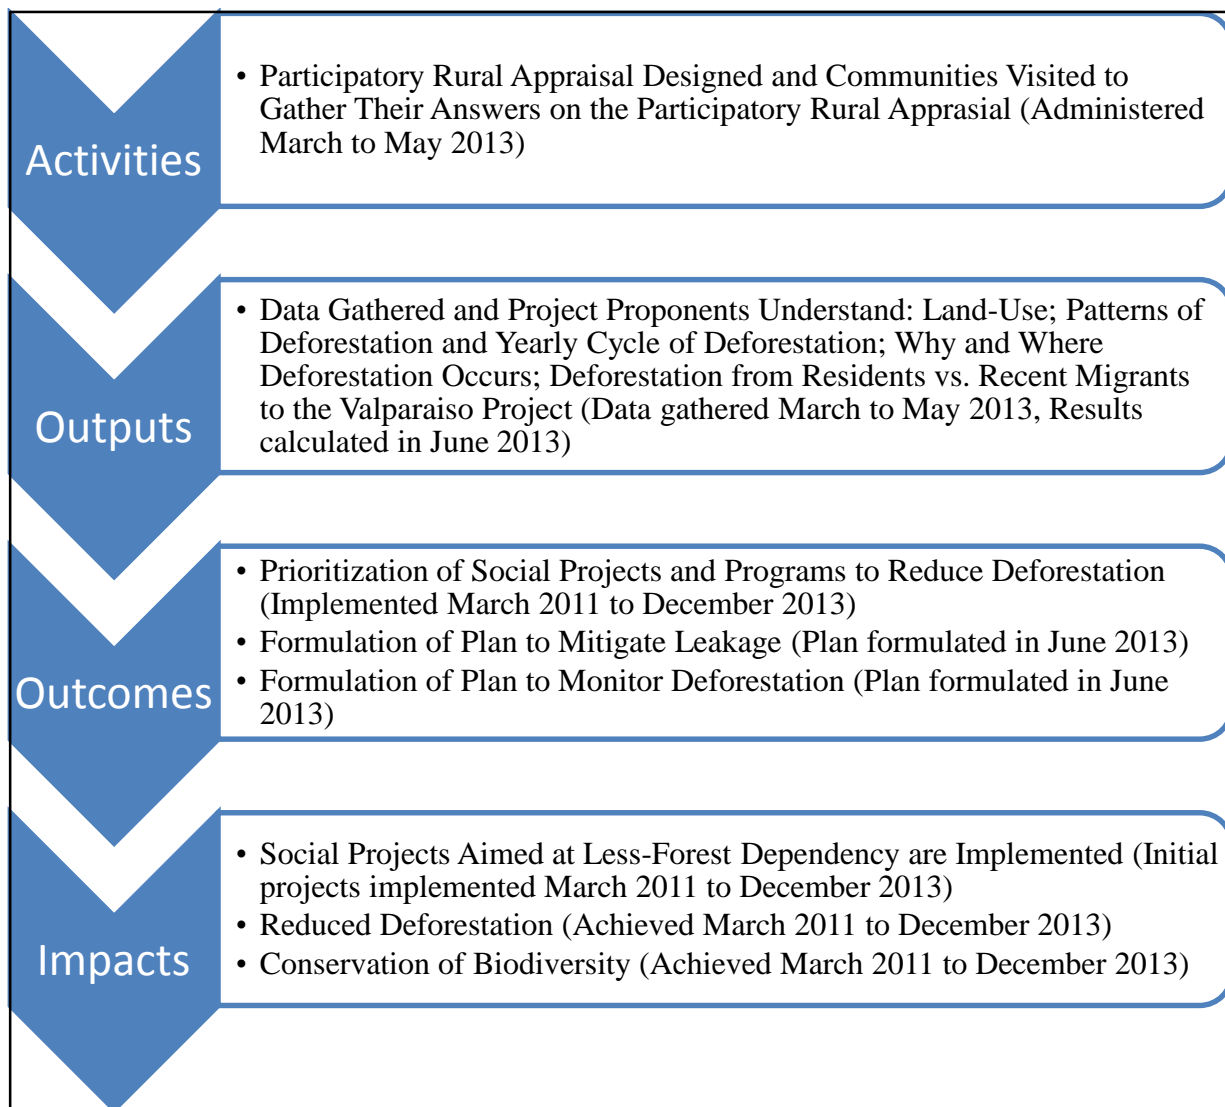 Activities
• Participatory Rural Appraisal Designed and Communities Visited to
Gather Their Answers on the Participatory Rural Apprasial (Administered
March to May 2013)
Outputs
• Data Gathered and Project Proponents Understand: Land-Use; Patterns of
Deforestation and Yearly Cycle of Deforestation; Why and Where
Deforestation Occurs; Deforestation from Residents vs. Recent Migrants
to the Valparaiso Project (Data gathered March to May 2013, Results
calculated in June 2013)
Outcomes
• Prioritization of Social Projects and Programs to Reduce Deforestation
(Implemented March 2011 to December 2013)
• Formulation of Plan to Mitigate Leakage (Plan formulated in June 2013)
• Formulation of Plan to Monitor Deforestation (Plan formulated in June
2013)
Impacts
• Social Projects Aimed at Less-Forest Dependency are Implemented (Initial
projects implemented March 2011 to December 2013)
• Reduced Deforestation (Achieved March 2011 to December 2013)
• Conservation of Biodiversity (Achieved March 2011 to December 2013)